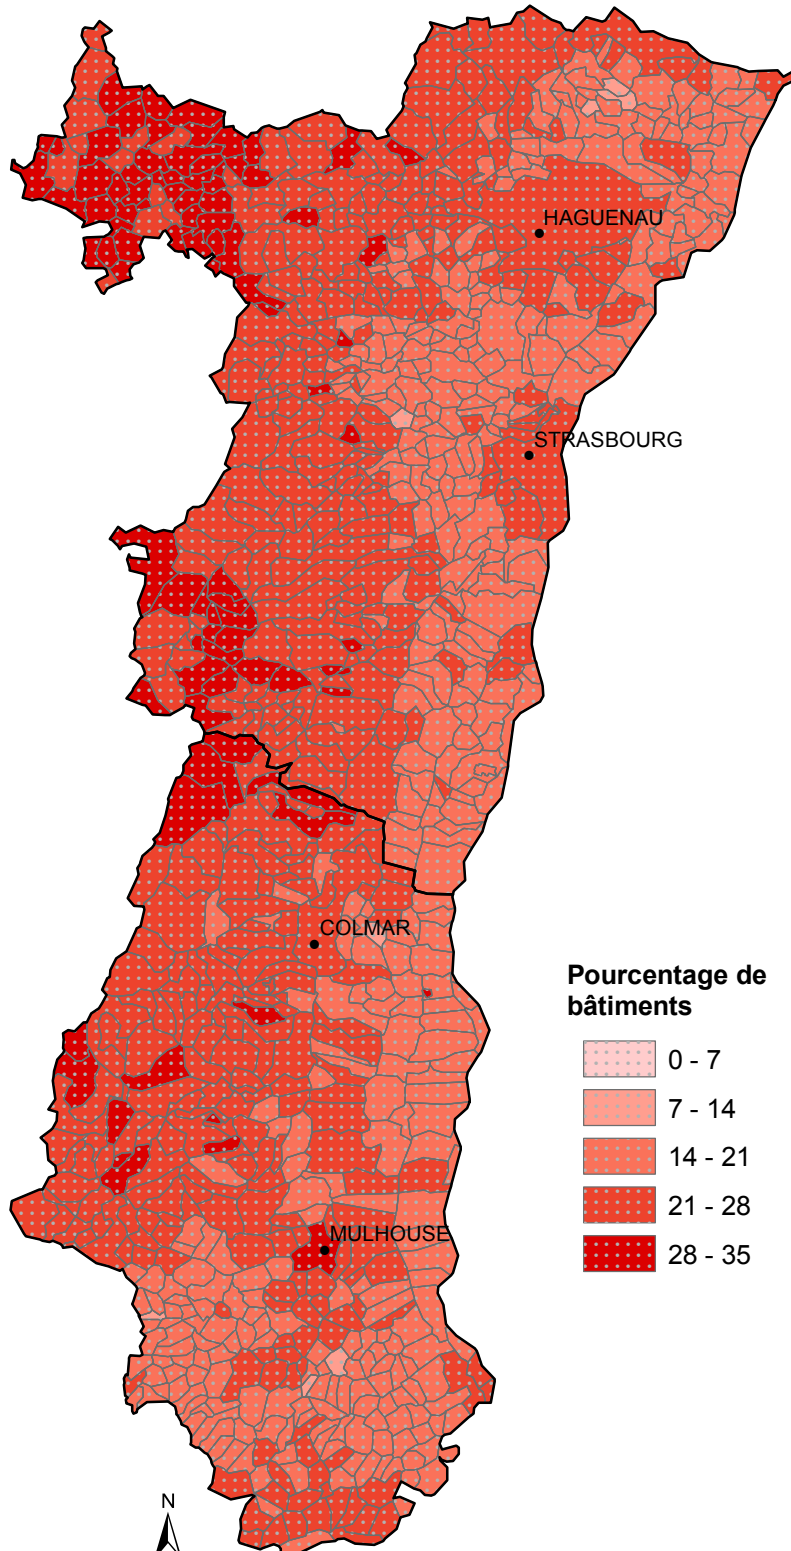 HAGUENAU
STRASBOURG
COLMAR
Pourcentage de
bâtiments
0 - 7
7 - 14
14 - 21
21 - 28
28 - 35
MULHOUSE
N